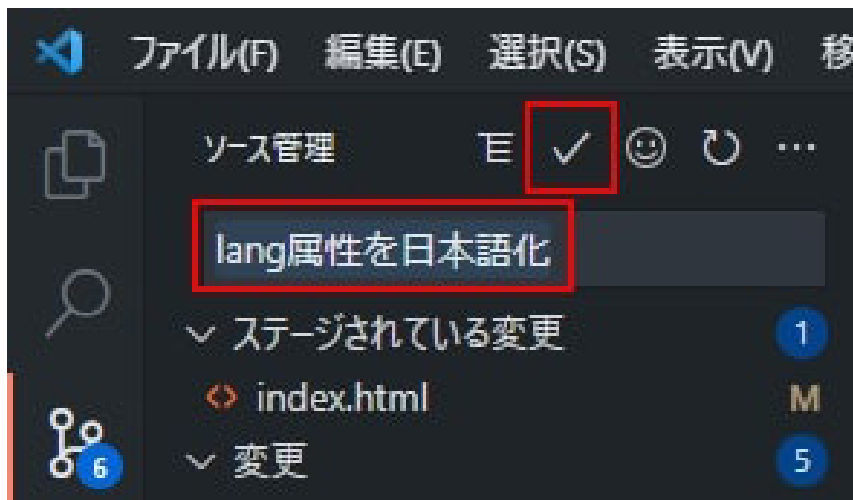 ファイル(F) 編集(E) 選択(S) 表示(V) 移
ソース管理
lang属性を日本語化
ステージされている変更 1
index.html M
変更 5
6